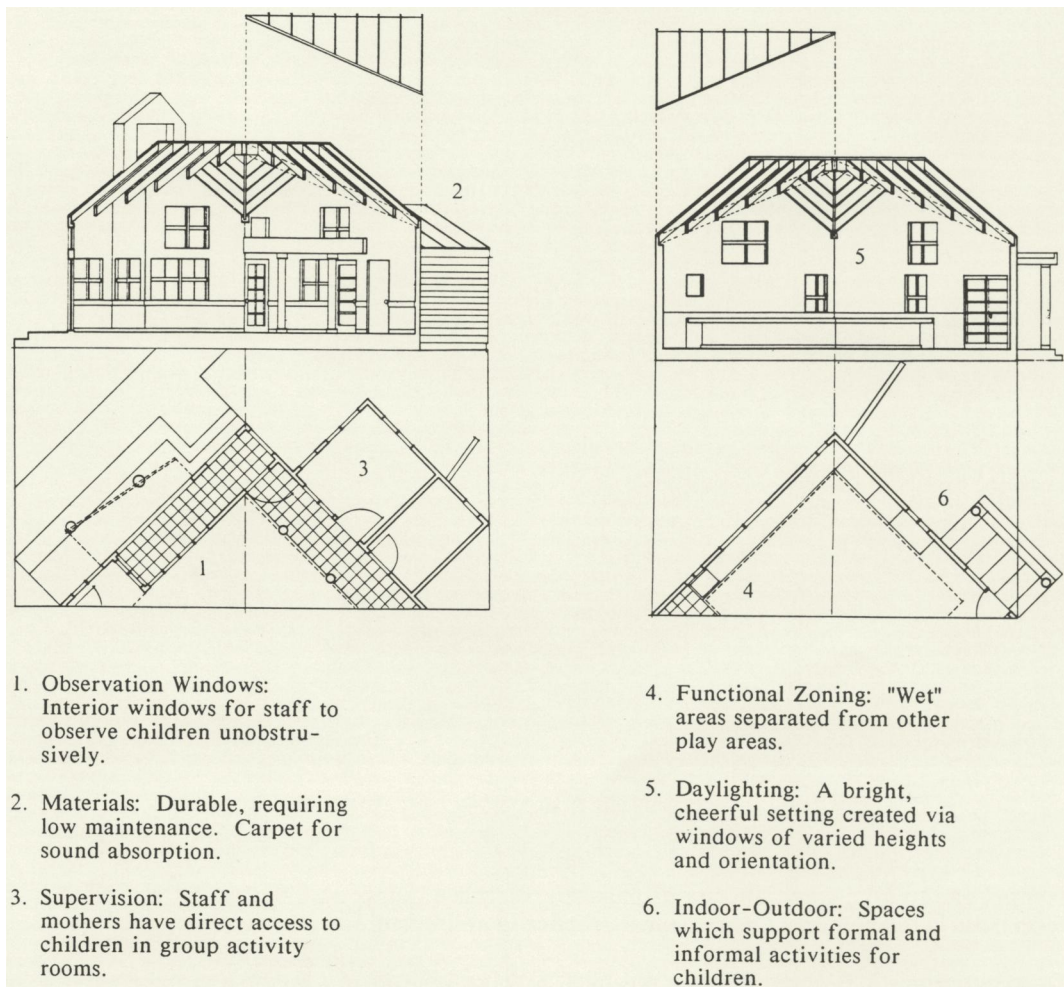 2
3
1
5
6
4
1. Observation Windows:
Interior windows for staff to
observe children unobstru-
sively.
2. Materials: Durable, requiring
low maintenance. Carpet for
sound absorption.
3. Supervision: Staff and
mothers have direct access to
children in group activity
rooms.
4. Functional Zoning: "Wet"
areas separated from other
play areas.
5. Daylighting: A bright,
cheerful setting created via
windows of varied heights
and orientation.
6. Indoor-Outdoor: Spaces
which support formal and
informal activities for
children.